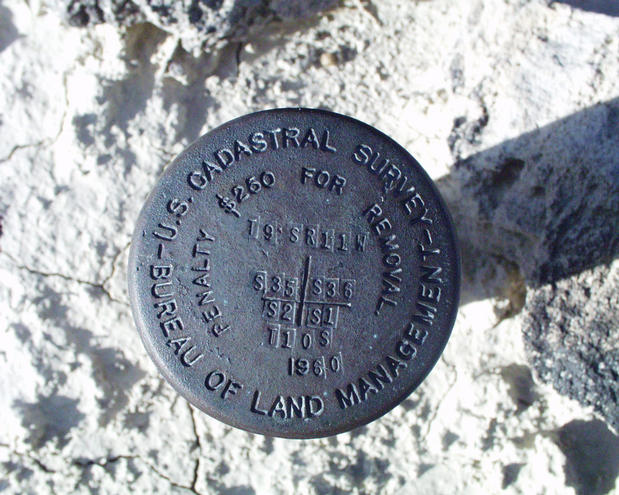 U.S. CADASTRAL SURVEY
BUREAU OF LAND MANAGEMENT
PENALTY $250 FOR REMOVAL
T9S R11W
S35 S36
S2 S1
T10S
1960